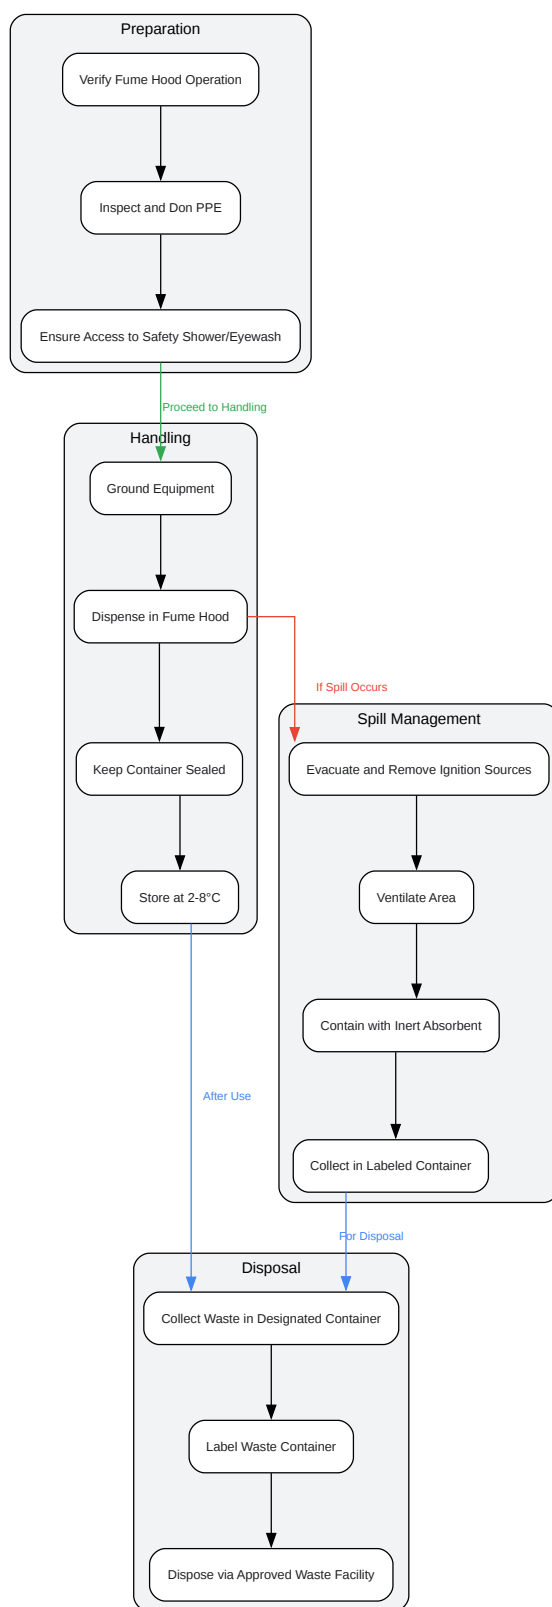 Preparation
Verify Fume Hood Operation
Inspect and Don PPE
Ensure Access to Safety Shower/Eyewash
Proceed to Handling
Handling
Ground Equipment
Dispense in Fume Hood
If Spill Occurs
Spill Management
Keep Container Sealed
Evacuate and Remove Ignition Sources
Store at 2-8°C
Ventilate Area
Contain with Inert Absorbent
After Use
Collect in Labeled Container
For Disposal
Disposal
Collect Waste in Designated Container
Label Waste Container
Dispose via Approved Waste Facility